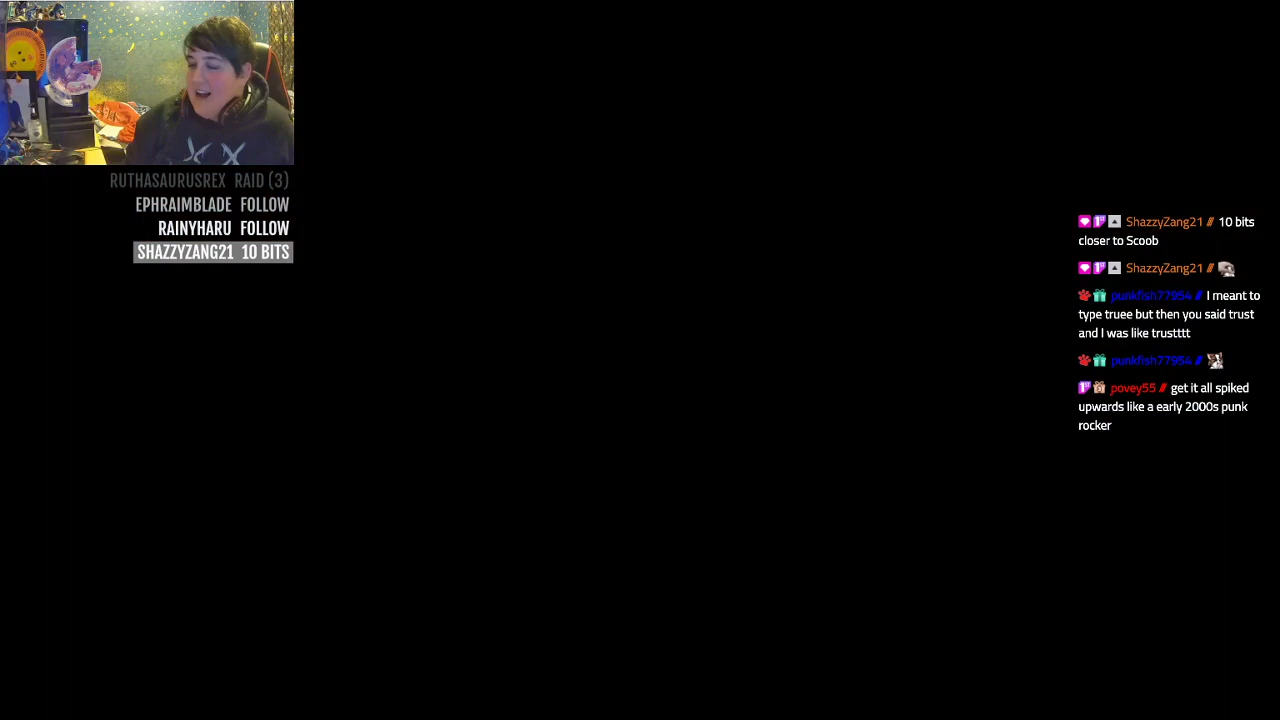 RUTHASAURUSREX RAID (3)
EPHRAIMBLADE FOLLOW
RAINYHARU FOLLOW
SHAZZYZANG21 10 BITS
ShazzyZang21 // 10 bits
closer to Scoob
ShazzyZang21 //
punkfish77954 // I meant to
type truee but then you said trust
and I was like trustttt
punkfish77954 //
povey55 // get it all spiked
upwards like a early 2000s punk
rocker